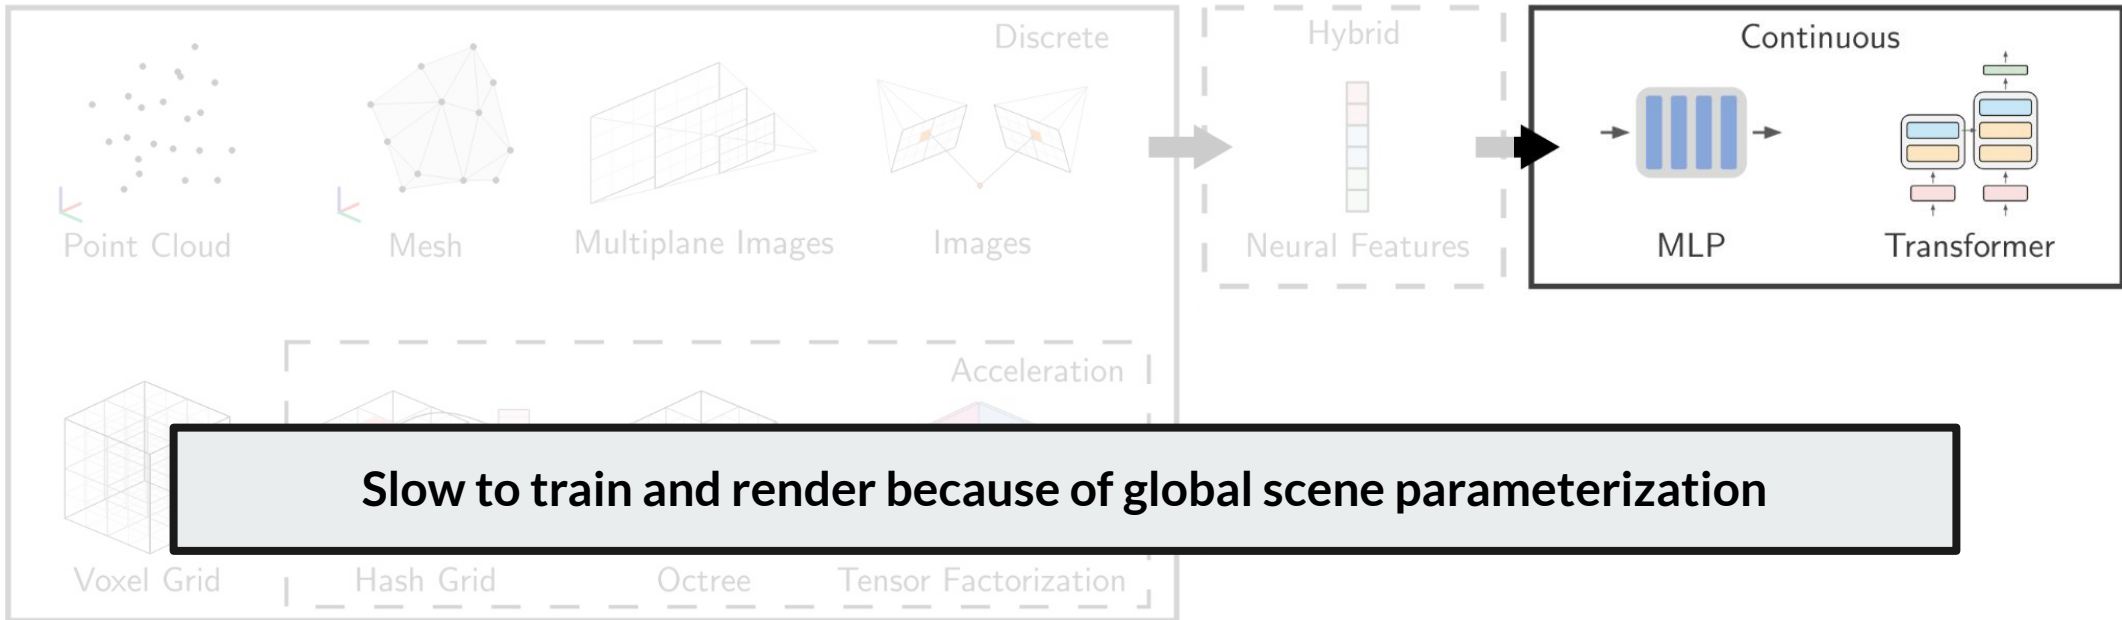 Discrete
Hybrid
Continuous
Point Cloud
Mesh
Multiplane Images
Images
Neural Features
MLP
Transformer
Acceleration
Slow to train and render because of global scene parameterization
Voxel Grid
Hash Grid
Octree
Tensor Factorization